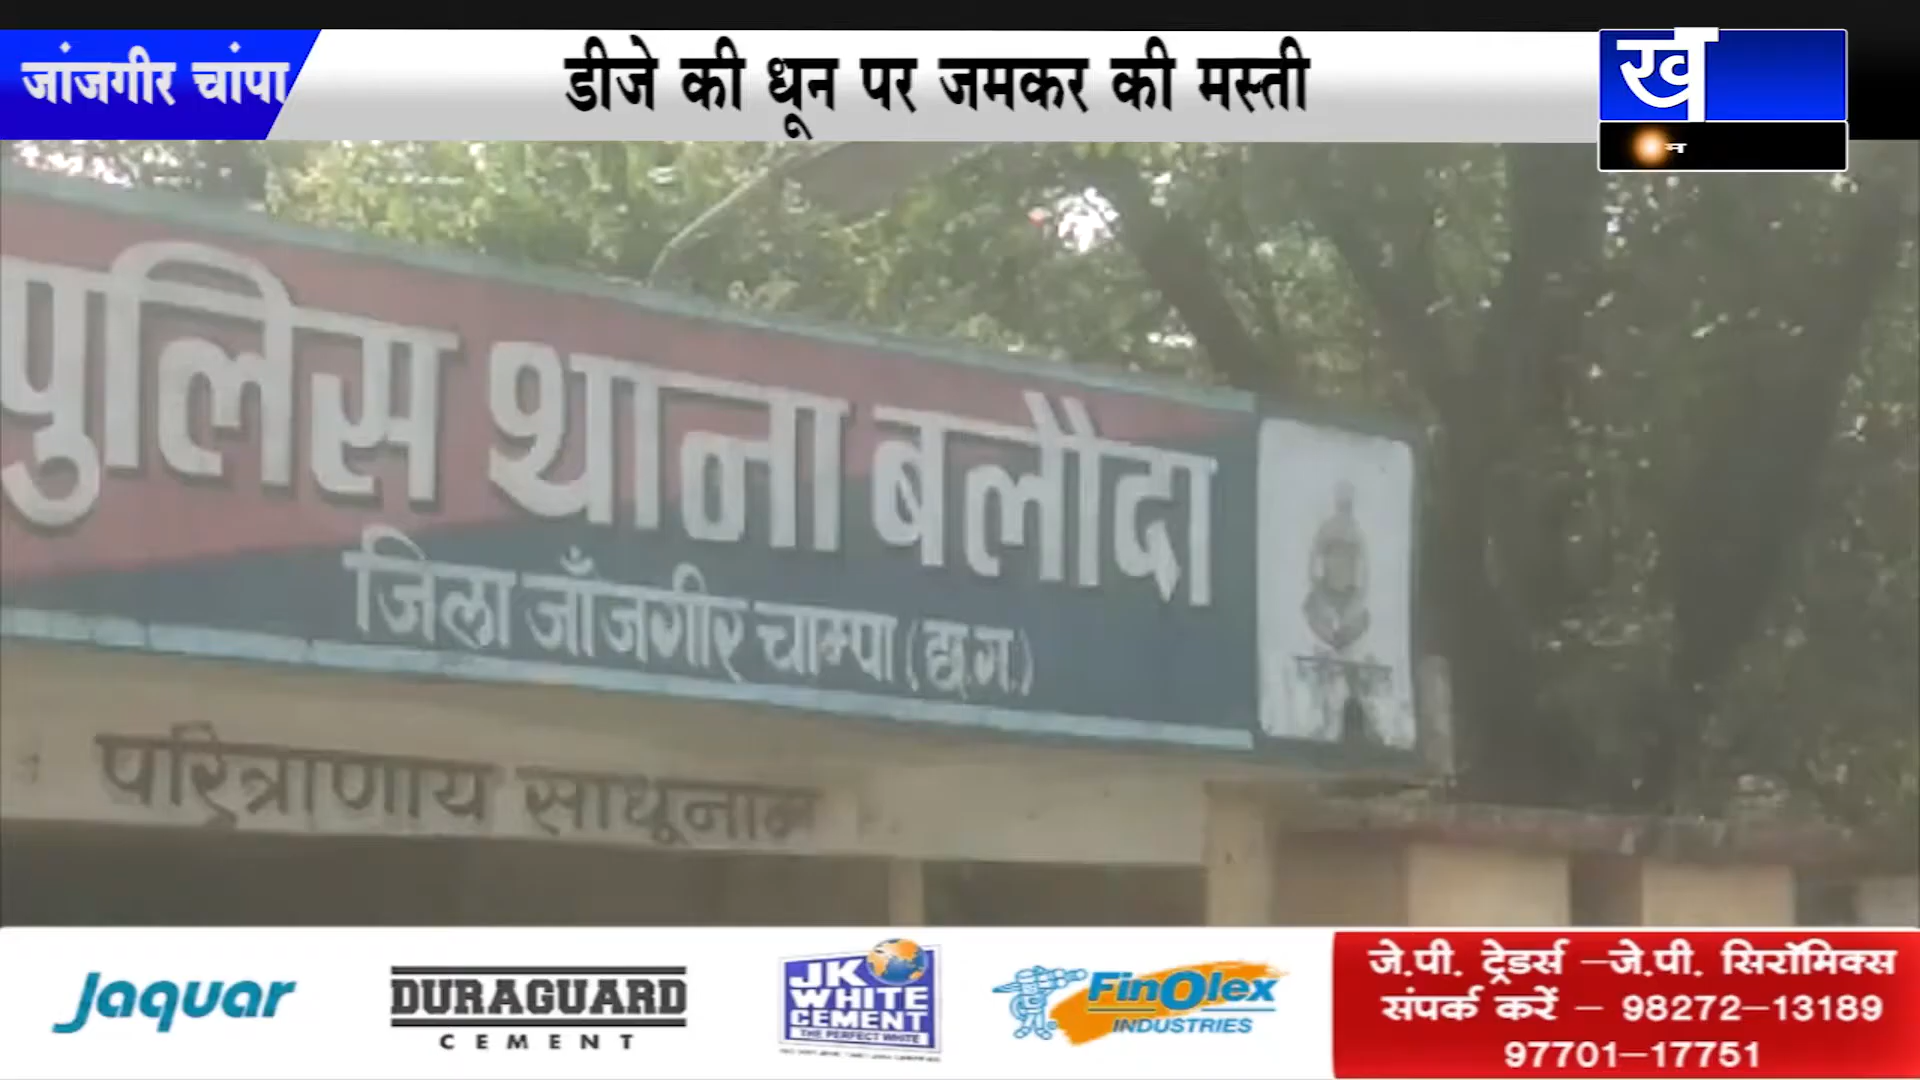 जांजगीर चांपा
डीजे की धून पर जमकर की मस्ती
ख
पुलिस थाना बलौदा
जिला जाँजगीर चाम्पा (छ.ग.)
परित्राणाय साधूनाम
Jaquar
DURAGUARD
CEMENT
JK
WHITE
CEMENT
THE PERFECT WHITE
FinOlex
INDUSTRIES
जे.पी. ट्रेडर्स –जे.पी. सिरॉमिक्स
संपर्क करें – 98272–13189
97701–17751